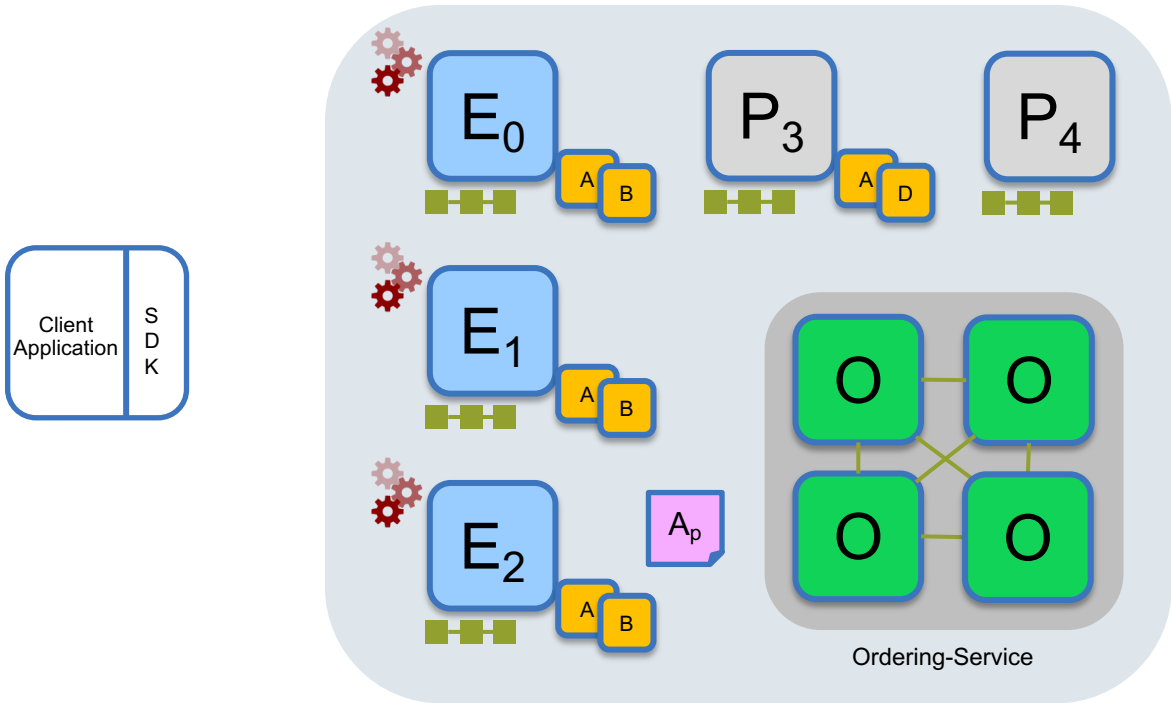 E₀
A
B
P₃
A
D
P₄
Client
Application
S
D
K
E₁
A
B
O
O
E₂
A
B
Aₚ
O
O
Ordering-Service